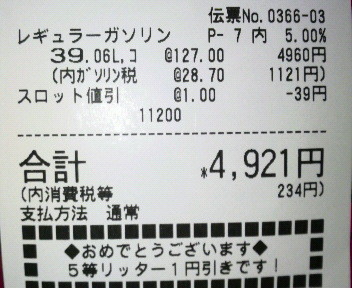 伝票No.0366-03
レギュラーガソリン P- 7 内 5.00%
39.06L,コ @127.00 4960円
(内ガソリン税 @28.70 1121円)
スロット値引 @1.00 -39円
11200
合計 ¥4,921円
(内消費税等 234円)
支払方法 通常
◆おめでとうございます◆
5等リッター1円引きです!